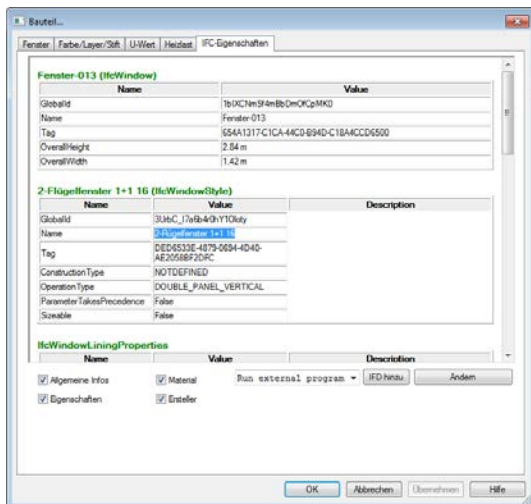 Bauteil...
Fenster Farbe/Layer/Stift U-Wert Heizlast IFC-Eigenschaften
Fenster-013 (IfcWindow)
Name Value
GlobalId
Name Fenster-013
Tag 654A1317-C1CA-44C0-B94D-C18A4CCD6500
OverallHeight 2.84 m
OverallWidth 1.42 m
2-Flügelfenster 1+1 16 (IfcWindowStyle)
Name Value Description
GlobalId
Name 2-Flügelfenster 1+1 16
Tag DED6533E-4879-0694-4D40-
AE2058BF2DFC
ConstructionType NOTDEFINED
OperationType DOUBLE_PANEL_VERTICAL
ParameterTakesPrecedence False
Sizeable False
IfcWindowLiningProperties
Name Value Description
Allgemeine Infos Material Run external program IFD hinzu Ändern
Eigenschaften Ersteller
OK Abbrechen Übernehmen Hilfe